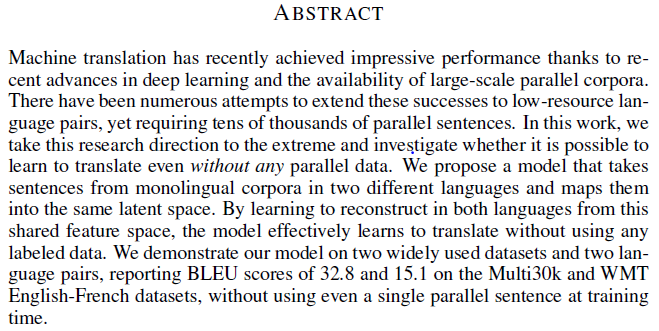 ABSTRACT
Machine translation has recently achieved impressive performance thanks to re-
cent advances in deep learning and the availability of large-scale parallel corpora.
There have been numerous attempts to extend these successes to low-resource lan-
guage pairs, yet requiring tens of thousands of parallel sentences. In this work, we
take this research direction to the extreme and investigate whether it is possible to
learn to translate even without any parallel data. We propose a model that takes
sentences from monolingual corpora in two different languages and maps them
into the same latent space. By learning to reconstruct in both languages from this
shared feature space, the model effectively learns to translate without using any
labeled data. We demonstrate our model on two widely used datasets and two lan-
guage pairs, reporting BLEU scores of 32.8 and 15.1 on the Multi30k and WMT
English-French datasets, without using even a single parallel sentence at training
time.